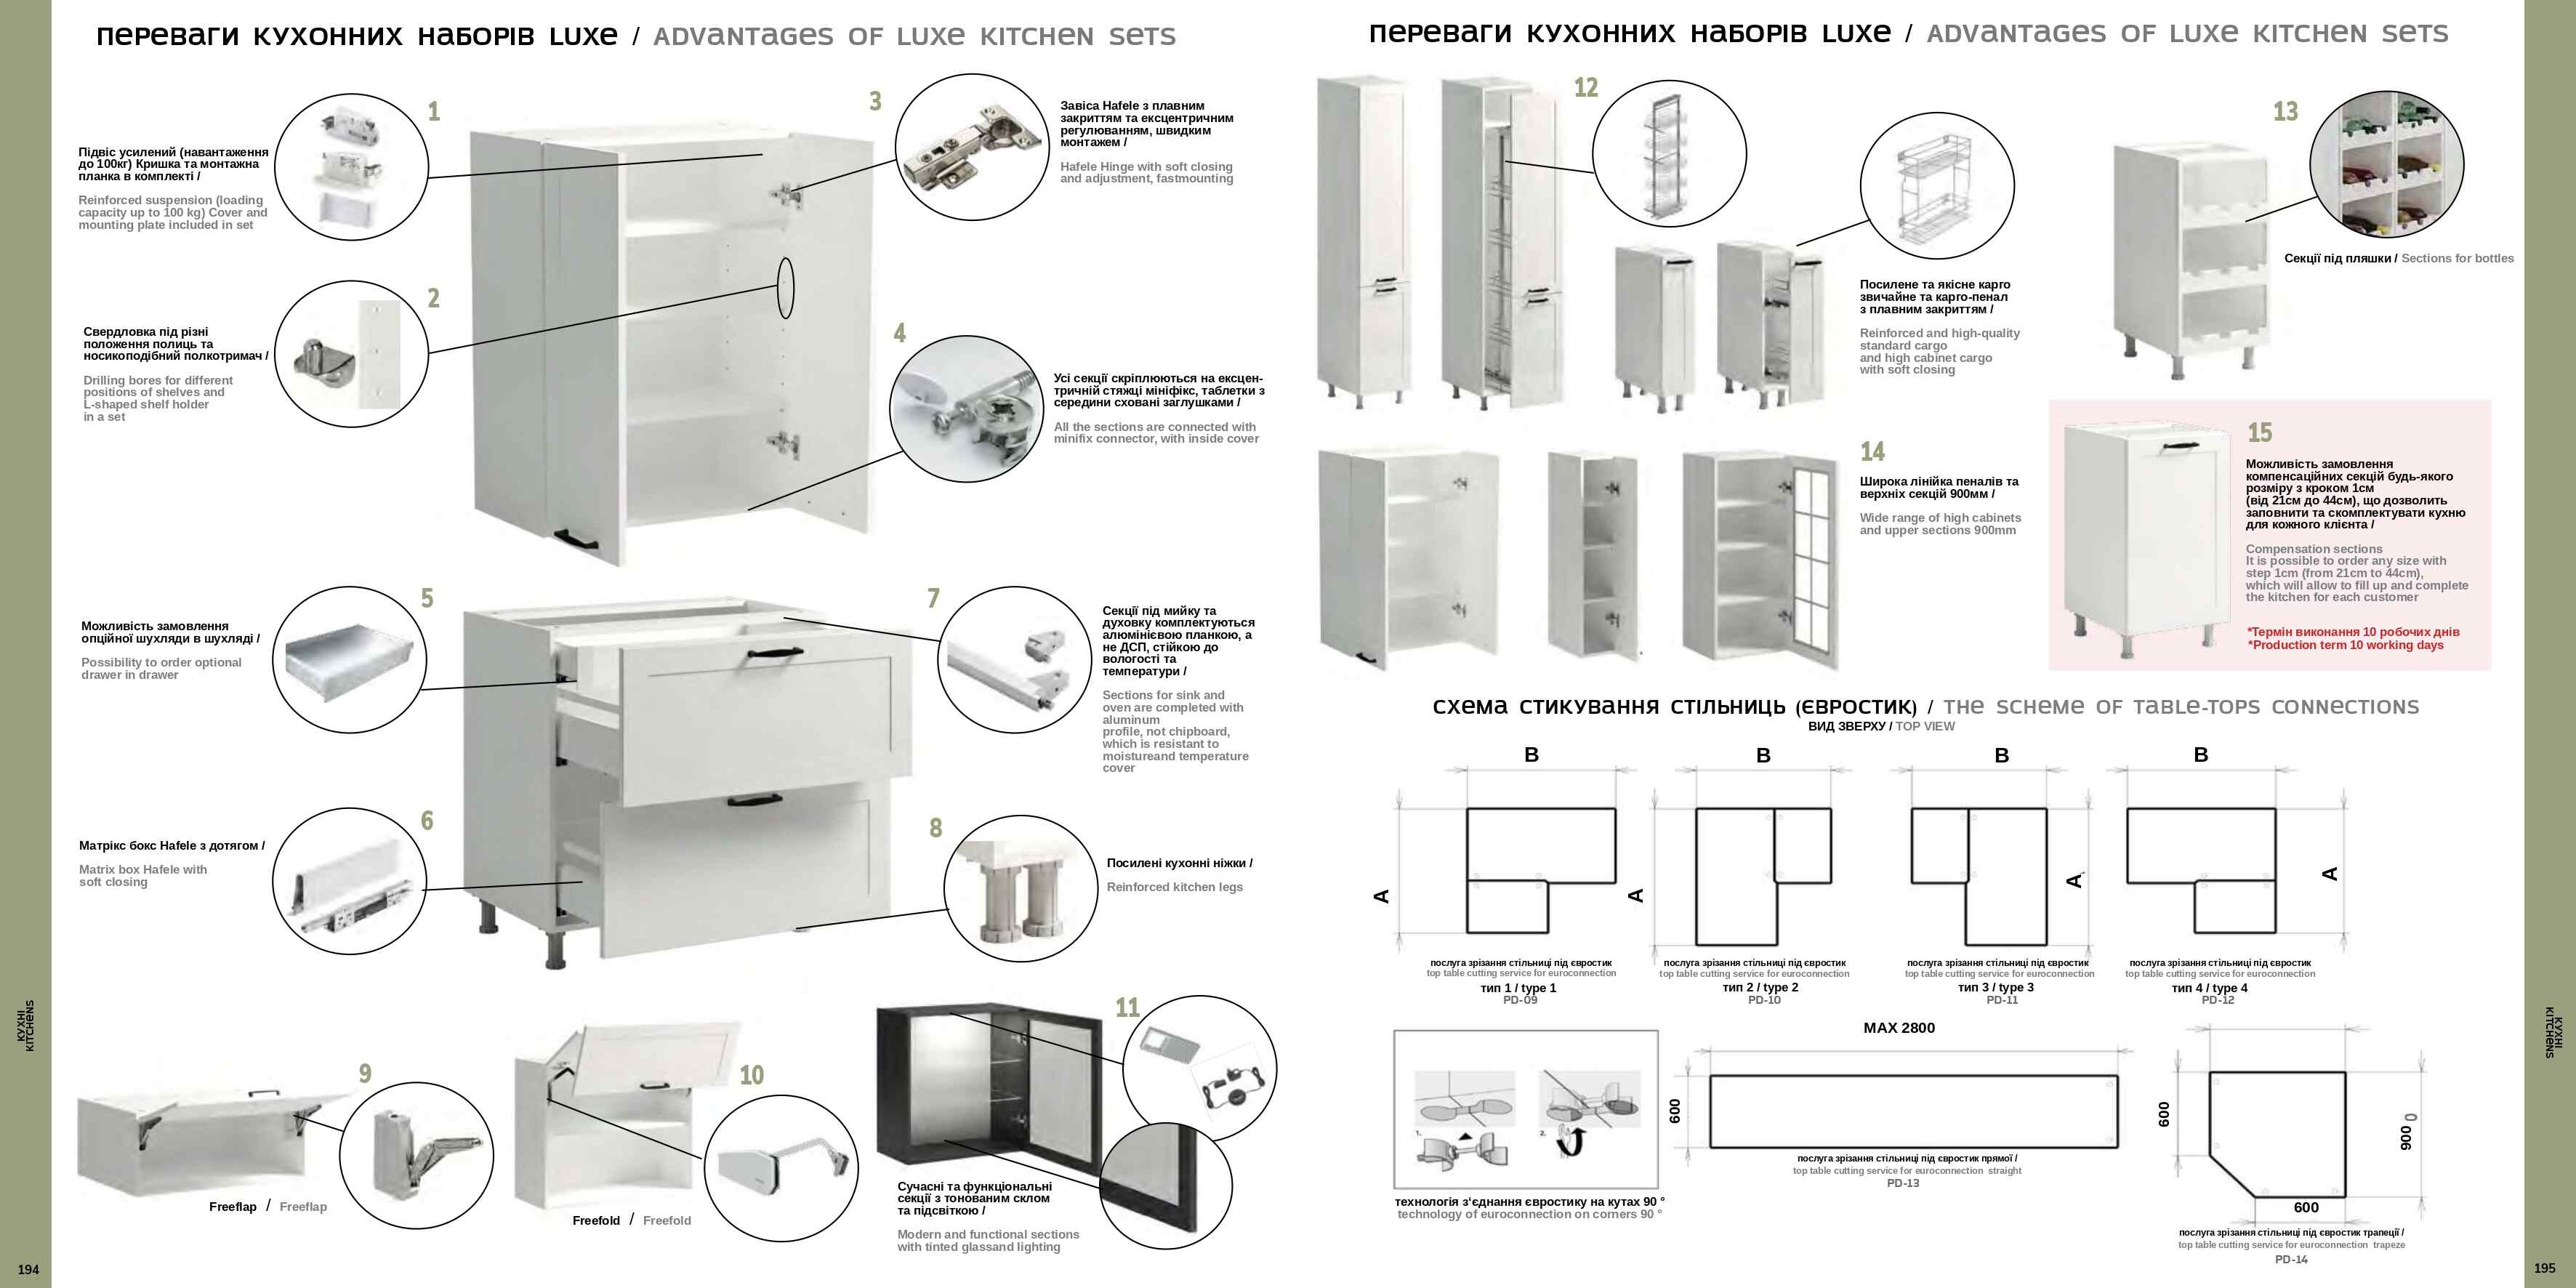 ПЕРЕВАГИ КУХОННИХ НАБОРІВ LUXE / ADVANTAGES OF LUXE KITCHEN SETS
1
Підвіс усилений (навантаження
до 100кг) Кришка та монтажна
планка в комплекті /
Reinforced suspension (loading
capacity up to 100 kg) Cover and
mounting plate included in set
2
Свердловка під різні
положення полиць та
носикоподібний полкотримач /
Drilling bores for different
positions of shelves and
L-shaped shelf holder
in a set
3
Завіса Hafele з плавним
закриттям та ексцентричним
регулюванням, швидким
монтажем /
Hafele Hinge with soft closing
and adjustment, fastmounting
4
Усі секції скріплюються на ексцен-
тричній стяжці мініфікс, таблетки з
середини сховані заглушками /
All the sections are connected with
minifix connector, with inside cover
5
Можливість замовлення
опційної шухляди в шухляді /
Possibility to order optional
drawer in drawer
6
Матрікс бокс Hafele з дотягом /
Matrix box Hafele with
soft closing
7
Секції під мийку та
духовку комплектуються
алюмінієвою планкою, а
не ДСП, стійкою до
вологості та
температури /
Sections for sink and
oven are completed with
aluminum
profile, not chipboard,
which is resistant to
moistureand temperature
cover
8
Посилені кухонні ніжки /
Reinforced kitchen legs
9
Freeflap / Freeflap
10
Freefold / Freefold
11
Сучасні та функціональні
секції з тонованим склом
та підсвіткою /
Modern and functional sections
with tinted glassand lighting
КУХНІ
KITCHENS
194
ПЕРЕВАГИ КУХОННИХ НАБОРІВ LUXE / ADVANTAGES OF LUXE KITCHEN SETS
12
Посилене та якісне карго
звичайне та карго-пенал
з плавним закриттям /
Reinforced and high-quality
standard cargo
and high cabinet cargo
with soft closing
13
Секції під пляшки / Sections for bottles
14
Широка лінійка пеналів та
верхніх секцій 900мм /
Wide range of high cabinets
and upper sections 900mm
15
Можливість замовлення
компенсаційних секцій будь-якого
розміру з кроком 1см
(від 21см до 44см), що дозволить
заповнити та скомплектувати кухню
для кожного клієнта /
Compensation sections
It is possible to order any size with
step 1cm (from 21cm to 44cm),
which will allow to fill up and complete
the kitchen for each customer
*Термін виконання 10 робочих днів
*Production term 10 working days
СХЕМА СТИКУВАННЯ СТІЛЬНИЦЬ (ЄВРОСТИК) / THE SCHEME OF TABLE-TOPS CONNECTIONS
ВИД ЗВЕРХУ / TOP VIEW
B
A
послуга зрізання стільниці під євростик
top table cutting service for euroconnection
тип 1 / type 1
PD-09
B
A
послуга зрізання стільниці під євростик
top table cutting service for euroconnection
тип 2 / type 2
PD-10
B
A
послуга зрізання стільниці під євростик
top table cutting service for euroconnection
тип 3 / type 3
PD-11
B
A
послуга зрізання стільниці під євростик
top table cutting service for euroconnection
тип 4 / type 4
PD-12
1.
2.
технологія з‘єднання євростику на кутах 90 °
technology of euroconnection on corners 90 °
MAX 2800
600
послуга зрізання стільниці під євростик прямої /
top table cutting service for euroconnection straight
PD-13
600
900 0
600
послуга зрізання стільниці під євростик трапеції /
top table cutting service for euroconnection trapeze
PD-14
КУХНІ
KITCHENS
195